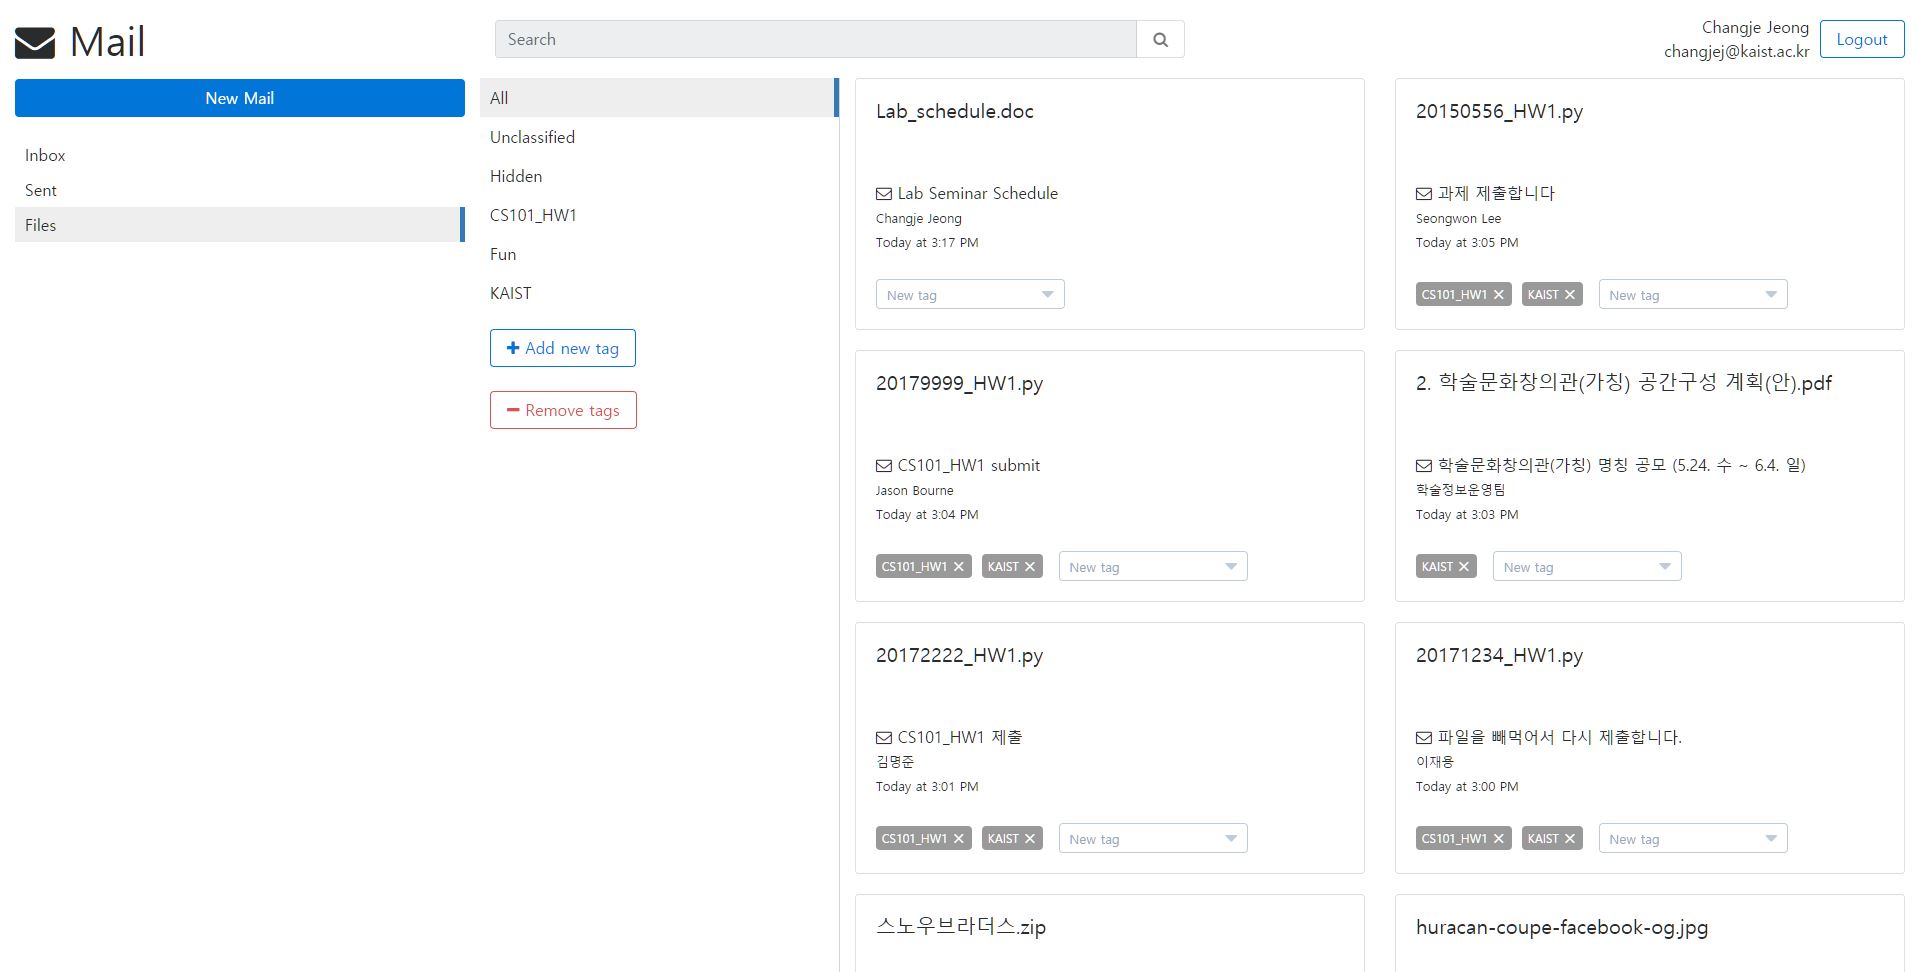 Mail
Search
Changje Jeong
changjej@kaist.ac.kr
Logout
New Mail
Inbox
Sent
Files
All
Unclassified
Hidden
CS101_HW1
Fun
KAIST
Add new tag
Remove tags
Lab_schedule.doc
Lab Seminar Schedule
Changje Jeong
Today at 3:17 PM
New tag
20150556_HW1.py
과제 제출합니다
Seongwon Lee
Today at 3:05 PM
CS101_HW1 KAIST New tag
20179999_HW1.py
CS101_HW1 submit
Jason Bourne
Today at 3:04 PM
CS101_HW1 KAIST New tag
2. 학술문화창의관(가칭) 공간구성 계획(안).pdf
학술문화창의관(가칭) 명칭 공모 (5.24. 수 ~ 6.4. 일)
학술정보운영팀
Today at 3:03 PM
KAIST New tag
20172222_HW1.py
CS101_HW1 제출
김명준
Today at 3:01 PM
CS101_HW1 KAIST New tag
20171234_HW1.py
파일을 빼먹어서 다시 제출합니다.
이재용
Today at 3:00 PM
CS101_HW1 KAIST New tag
스노우브라더스.zip
huracan-coupe-facebook-og.jpg